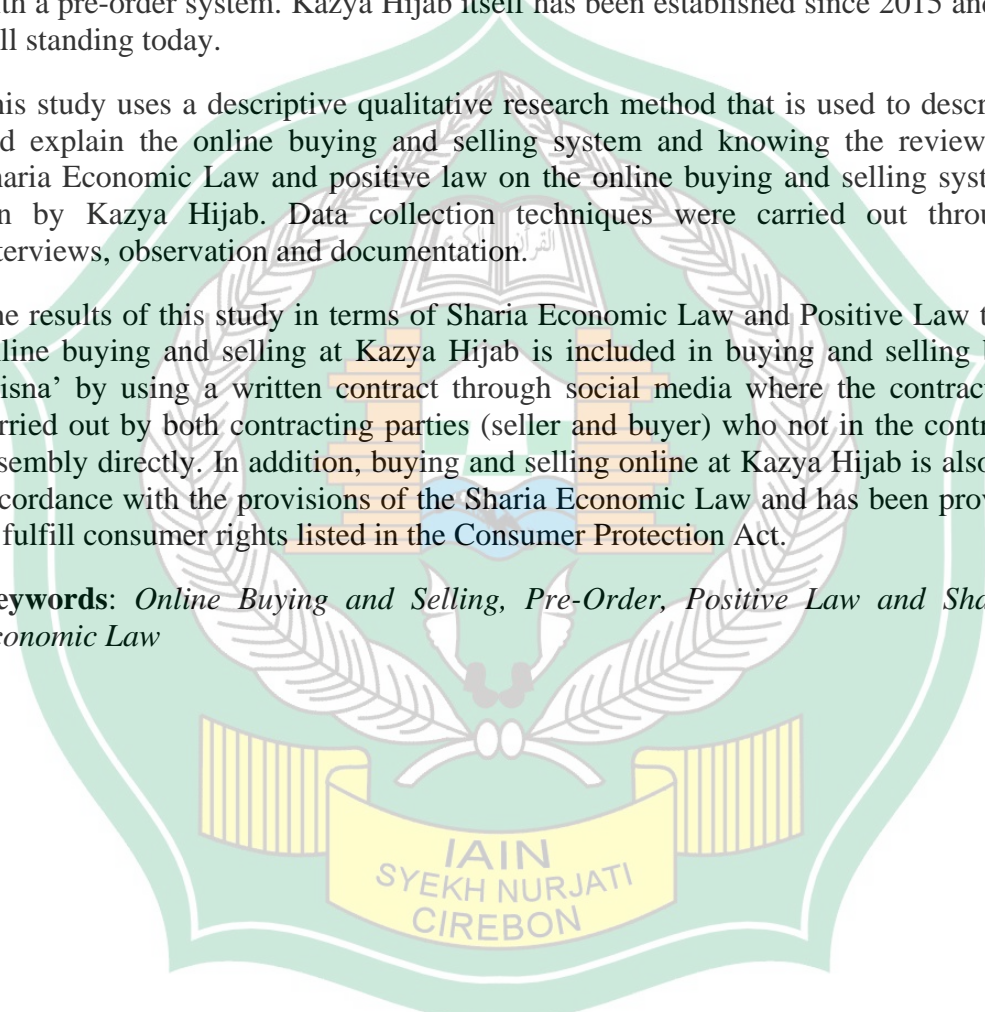 th a pre-order system. Kazya Hijab itself has been established since 2015 and
ll standing today.
his study uses a descriptive qualitative research method that is used to descr
d explain the online buying and selling system and knowing the review
haria Economic Law and positive law on the online buying and selling syst
n by Kazya Hijab. Data collection techniques were carried out throu
terviews, observation and documentation.
he results of this study in terms of Sharia Economic Law and Positive Law t
line buying and selling at Kazya Hijab is included in buying and selling
isna' by using a written contract through social media where the contract
rried out by both contracting parties (seller and buyer) who not in the contr
sembly directly. In addition, buying and selling online at Kazya Hijab is also
cordance with the provisions of the Sharia Economic Law and has been prov
fulfill consumer rights listed in the Consumer Protection Act.
eywords: Online Buying and Selling, Pre-Order, Positive Law and Sha
conomic Law
القرآن الكريم
IAIN
SYEKH NURJATI
CIREBON